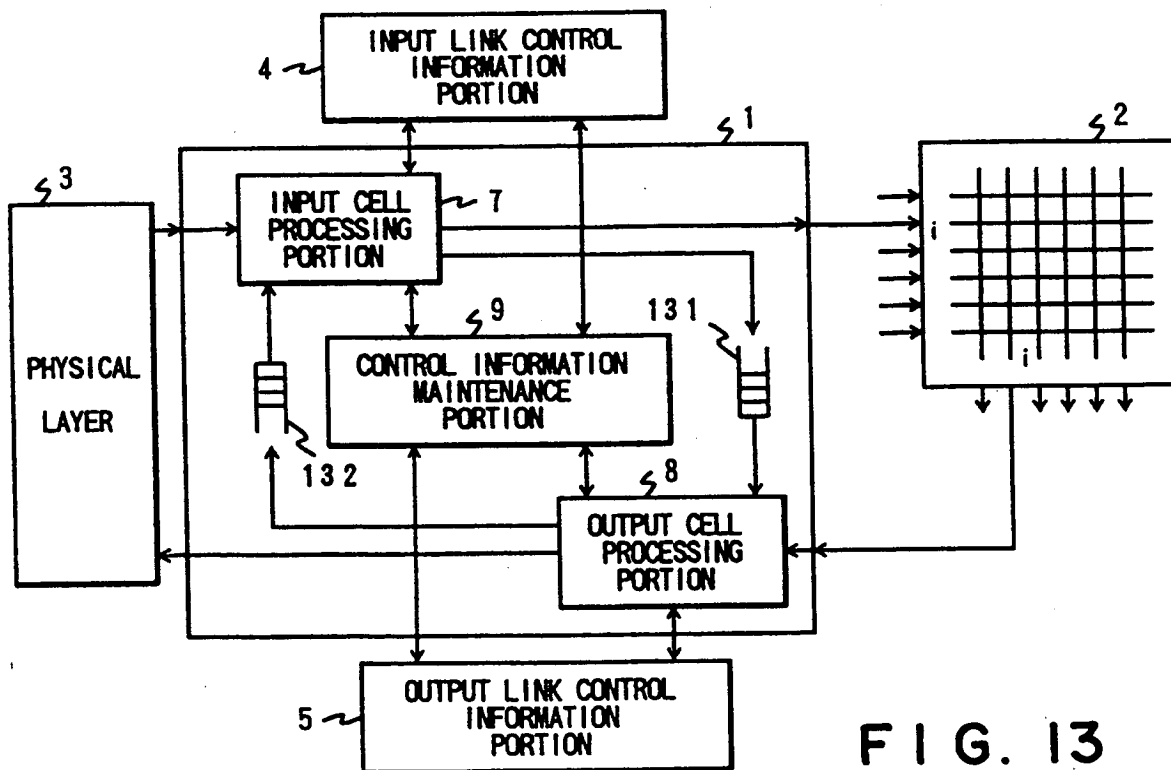 INPUT LINK CONTROL
INFORMATION
PORTION
4
1
2
3
INPUT CELL
PROCESSING
PORTION
7
i
9
131
PHYSICAL
LAYER
CONTROL INFORMATION
MAINTENANCE
PORTION
i
132
8
OUTPUT CELL
PROCESSING
PORTION
OUTPUT LINK CONTROL
INFORMATION
PORTION
5
FIG. 13